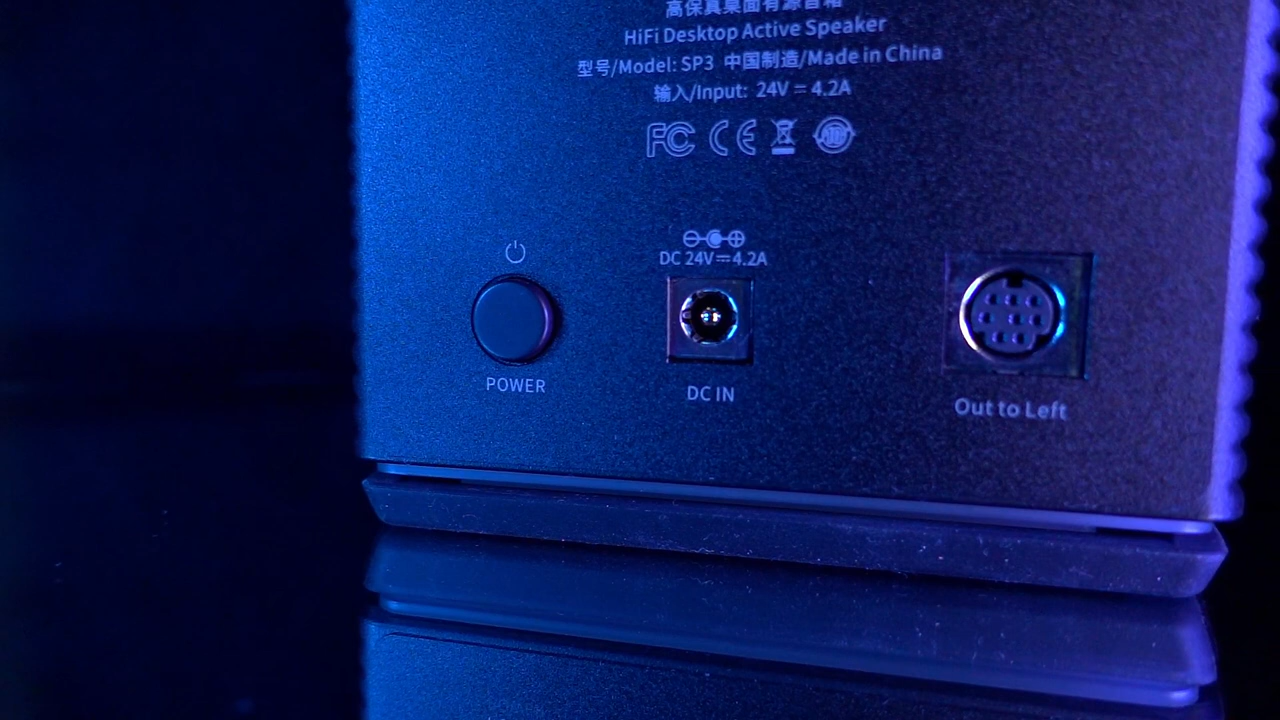 高保真桌面有源音箱
HiFi Desktop Active Speaker
型号/Model: SP3 中国制造/Made in China
输入/Input: 24V ⎓ 4.2A
FC CE
DC 24V⎓4.2A
POWER
DC IN
Out to Left